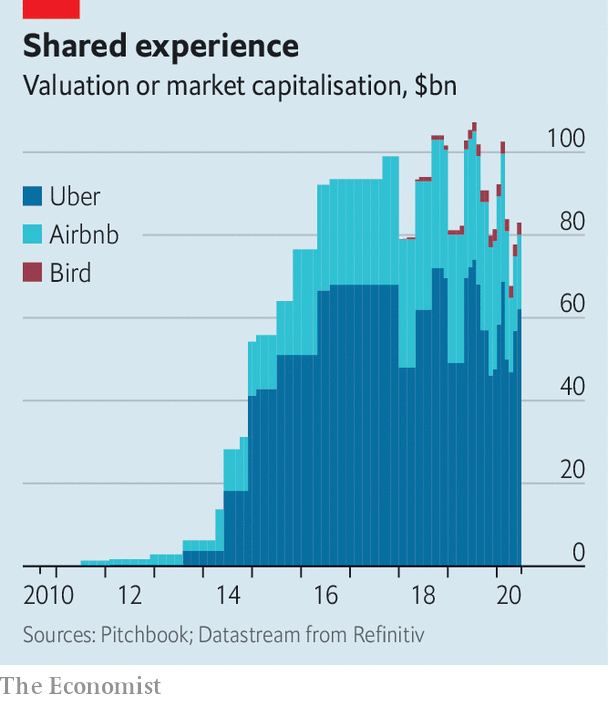 Shared experience
Valuation or market capitalisation, $bn
100
Uber
Airbnb
80
Bird
60
40
20
0
2010 12 14 16 18 20
Sources: Pitchbook; Datastream from Refinitiv
The Economist